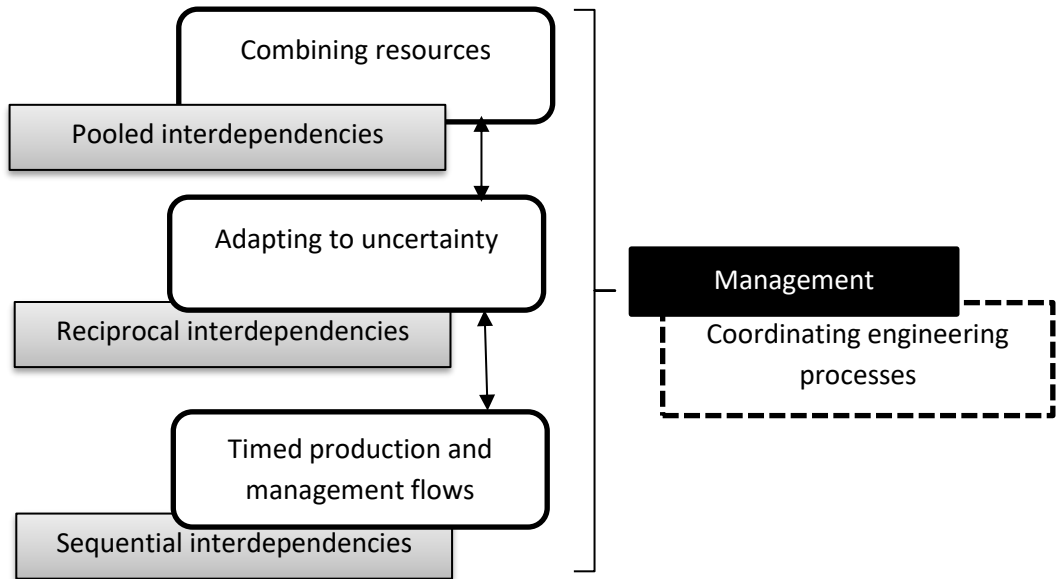 Combining resources
Pooled interdependencies
Adapting to uncertainty
Reciprocal interdependencies
Timed production and
management flows
Sequential interdependencies
Management
Coordinating engineering
processes